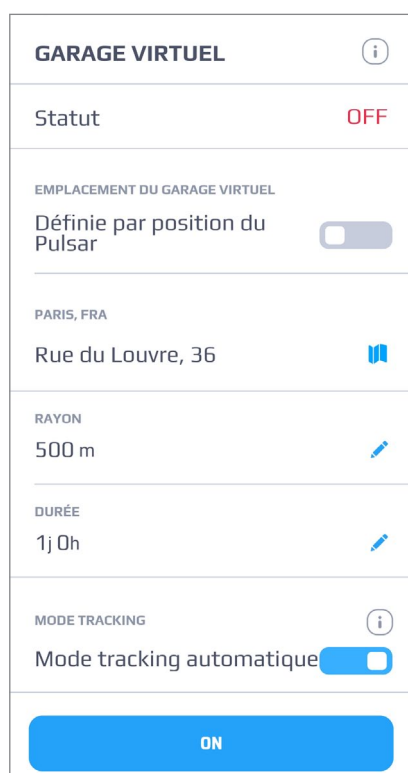 GARAGE VIRTUEL
Statut OFF
EMPLACEMENT DU GARAGE VIRTUEL
Définie par position du
Pulsar
PARIS, FRA
Rue du Louvre, 36
RAYON
500 m
DURÉE
1j 0h
MODE TRACKING
Mode tracking automatique
ON